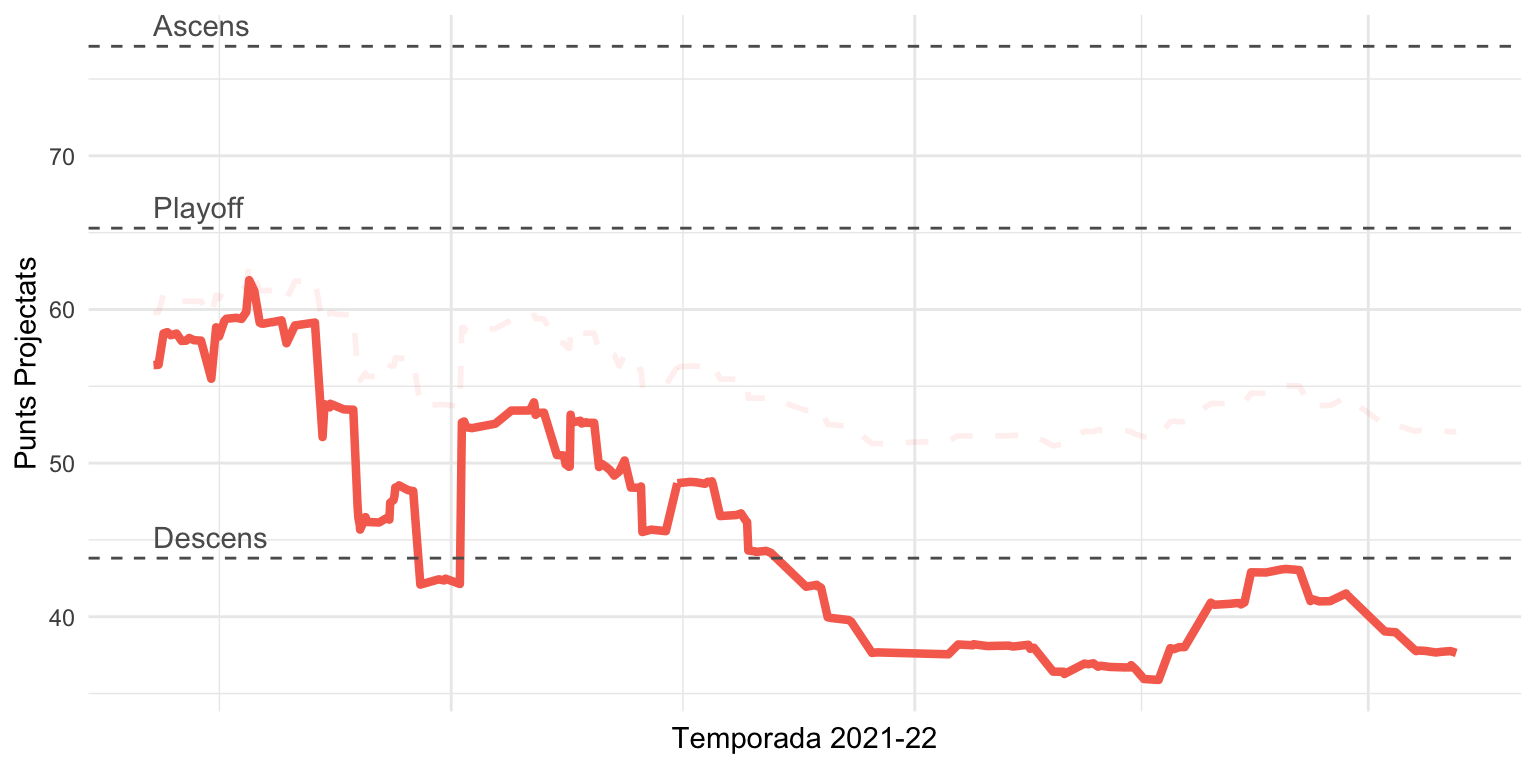 Ascens
70
Playoff
60
Punts Projectats
50
Descens
40
Temporada 2021-22